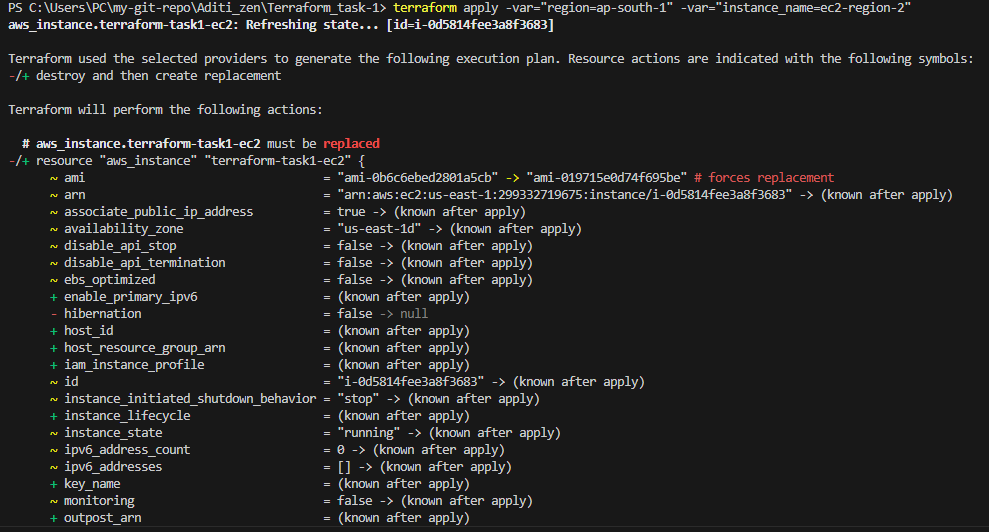 PS C:\Users\PC\my-git-repo\Aditi_zen\Terraform_task-1> terraform apply -var="region=ap-south-1" -var="instance_name=ec2-region-2"
aws_instance.terraform-task1-ec2: Refreshing state... [id=i-0d5814fee3a8f3683]

Terraform used the selected providers to generate the following execution plan. Resource actions are indicated with the following symbols:
-/+ destroy and then create replacement

Terraform will perform the following actions:

  # aws_instance.terraform-task1-ec2 must be replaced
-/+ resource "aws_instance" "terraform-task1-ec2" {
      ~ ami                                  = "ami-0b6c6ebed2801a5cb" -> "ami-019715e0d74f695be" # forces replacement
      ~ arn                                  = "arn:aws:ec2:us-east-1:299332719675:instance/i-0d5814fee3a8f3683" -> (known after apply)
      ~ associate_public_ip_address          = true -> (known after apply)
      ~ availability_zone                    = "us-east-1d" -> (known after apply)
      ~ disable_api_stop                     = false -> (known after apply)
      ~ disable_api_termination              = false -> (known after apply)
      ~ ebs_optimized                        = false -> (known after apply)
      + enable_primary_ipv6                  = (known after apply)
      - hibernation                          = false -> null
      + host_id                              = (known after apply)
      + host_resource_group_arn              = (known after apply)
      + iam_instance_profile                 = (known after apply)
      ~ id                                   = "i-0d5814fee3a8f3683" -> (known after apply)
      ~ instance_initiated_shutdown_behavior = "stop" -> (known after apply)
      + instance_lifecycle                   = (known after apply)
      ~ instance_state                       = "running" -> (known after apply)
      ~ ipv6_address_count                   = 0 -> (known after apply)
      ~ ipv6_addresses                       = [] -> (known after apply)
      + key_name                             = (known after apply)
      ~ monitoring                           = false -> (known after apply)
      + outpost_arn                          = (known after apply)